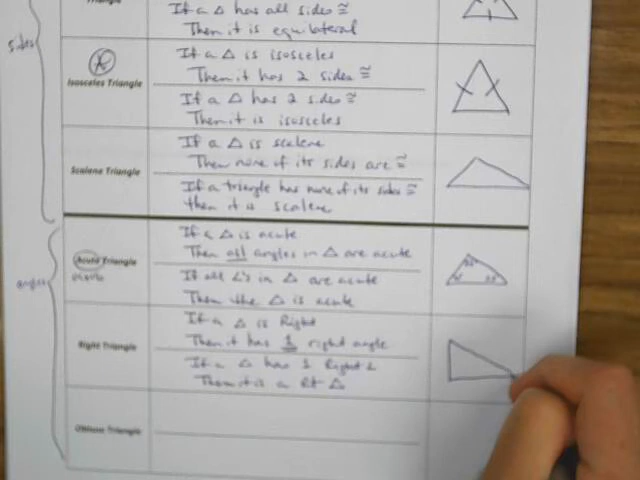 Triangle
If a △ has all sides ≅
Then it is equilateral
sides
Isosceles Triangle
If a △ is isosceles
Then it has 2 sides ≅
If a △ has 2 sides ≅
Then it is isosceles
Scalene Triangle
If a △ is scalene
Then none of its sides are ≅
If a triangle has none of its sides ≅
then it is scalene
angles
Acute Triangle
If a △ is acute
Then all angles in △ are acute
If all ∠'s in △ are acute
Then the △ is acute
Right Triangle
If a △ is Right
Then it has 1 right angle
If a △ has 1 Right ∠
Then it is a Rt △
Obtuse Triangle